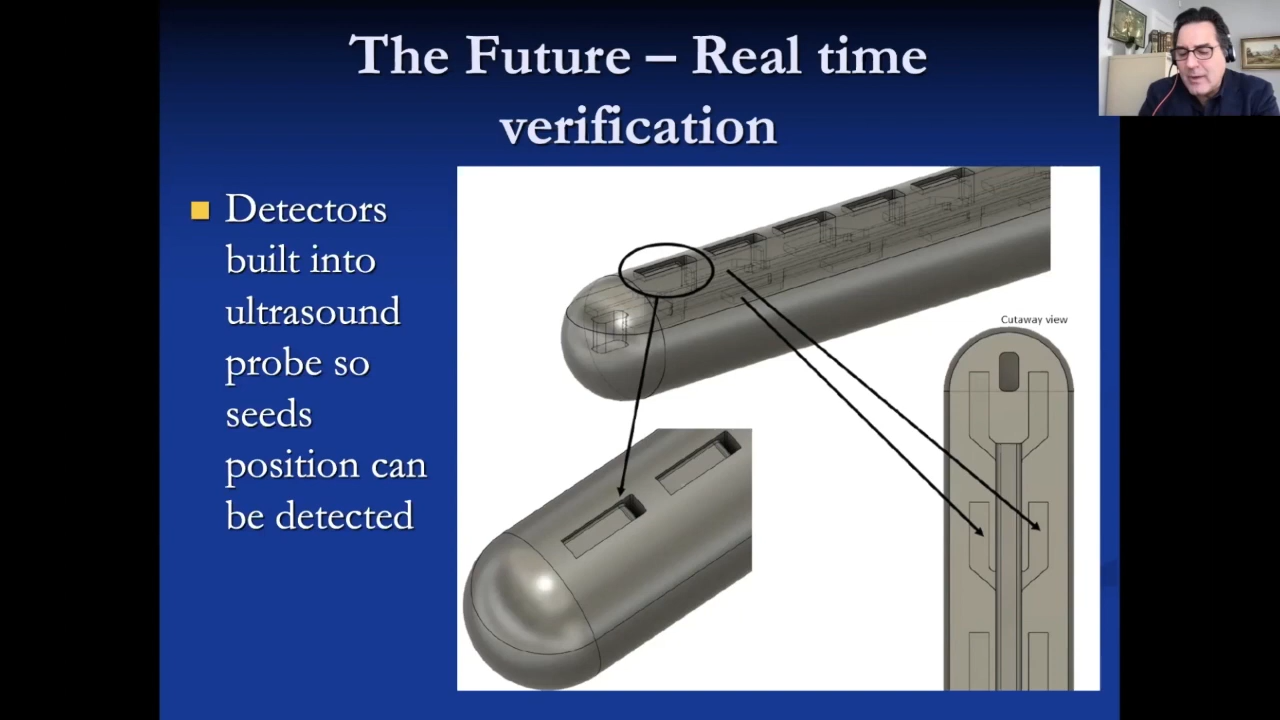 The Future – Real time
verification
Detectors
built into
ultrasound
probe so
seeds
position can
be detected
Cutaway view